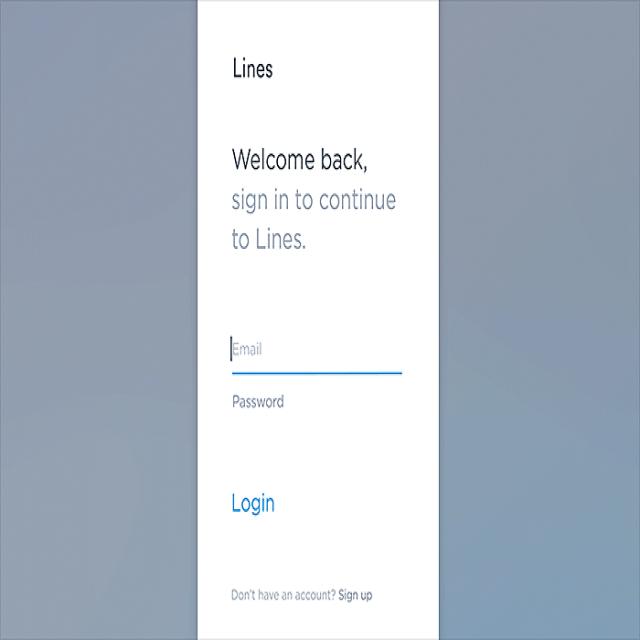 Lines
Welcome back,
sign in to continue
to Lines.
Email
Password
Login
Don't have an account? Sign up